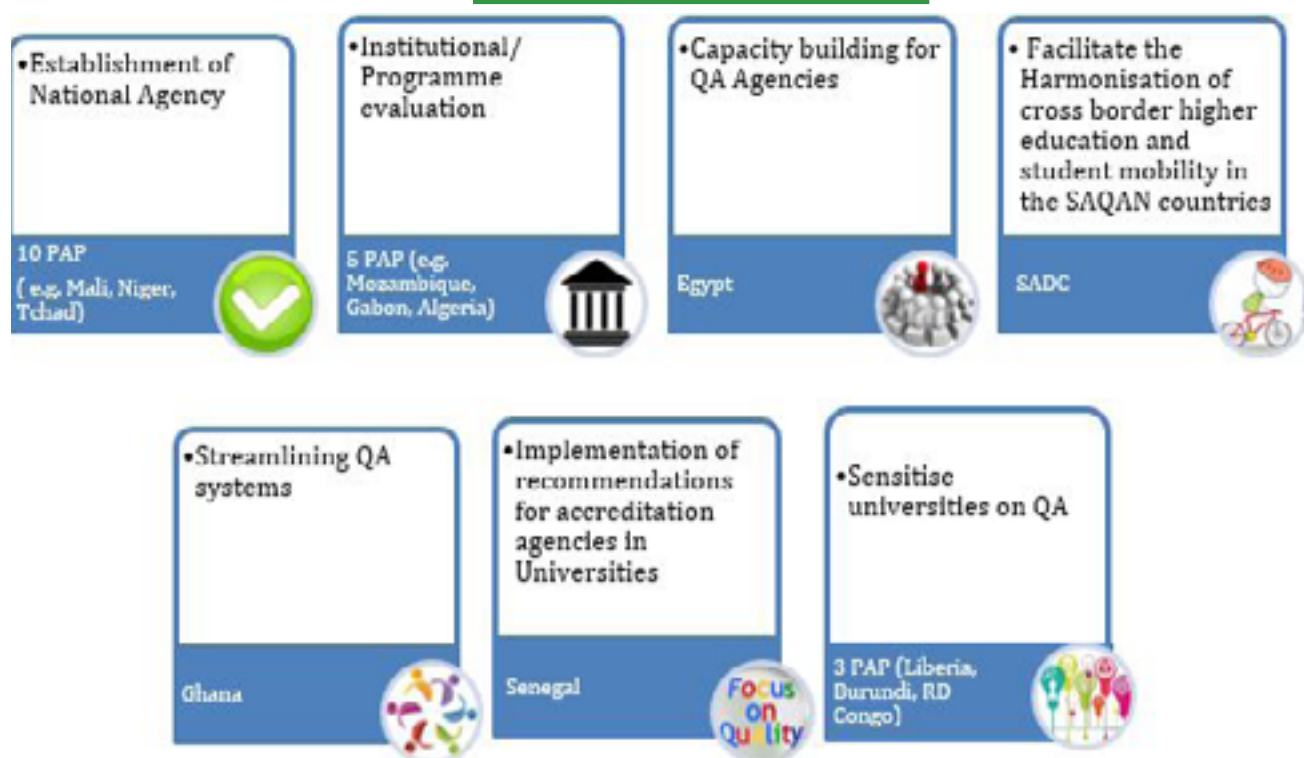 •Establishment of
National Agency
10 PAP
( e.g. Mali, Niger,
Tchad)
•Institutional/
Programme
evaluation
5 PAP (e.g.
Mozambique,
Gabon, Algeria)
•Capacity building for
QA Agencies
Egypt
• Facilitate the
Harmonisation of
cross border higher
education and
student mobility in
the SAQAN countries
SADC
•Streamlining QA
systems
Ghana
•Implementation of
recommendations
for accreditation
agencies in
Universities
Senegal
Focus
on
Quality
•Sensitise
universities on QA
3 PAP (Liberia,
Burundi, RD
Congo)